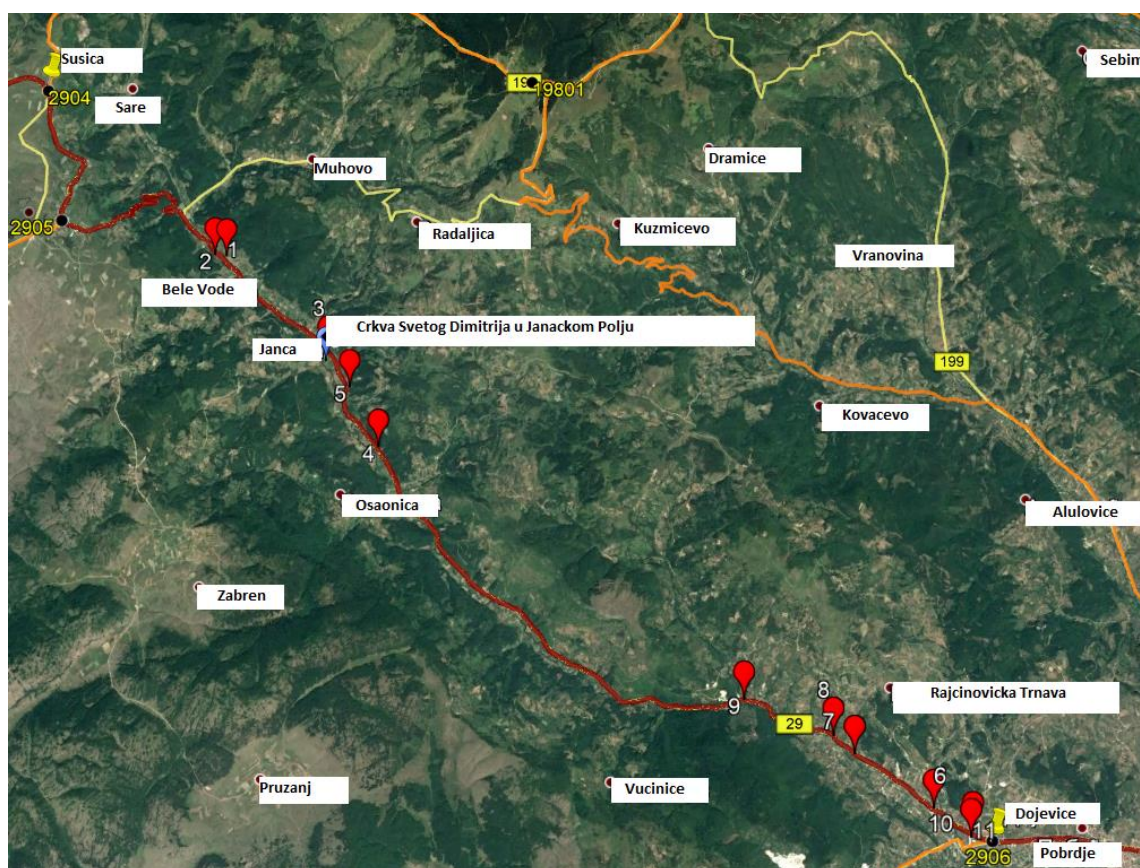 Susica
2904
Sare
19801
Sebim
Muhovo
Dramice
2905
Radaljica
Kuzmicevo
2
1
Vranovina
Bele Vode
3
Crkva Svetog Dimitrija u Janackom Polju
Janca
199
5
Kovacevo
4
Osaonica
Alulovice
Zabren
9
8
Rajcinovicka Trnava
29
7
Pruzanj
Vucinice
6
10
11
Dojevice
2906
Pobrdje